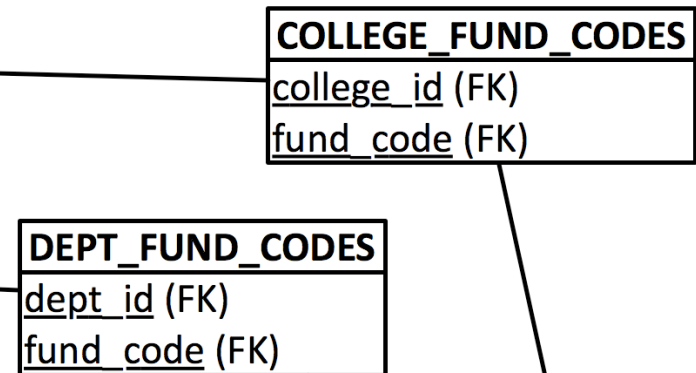 COLLEGE_FUND_CODES
college_id (FK)
fund_code (FK)
DEPT_FUND_CODES
dept_id (FK)
fund_code (FK)